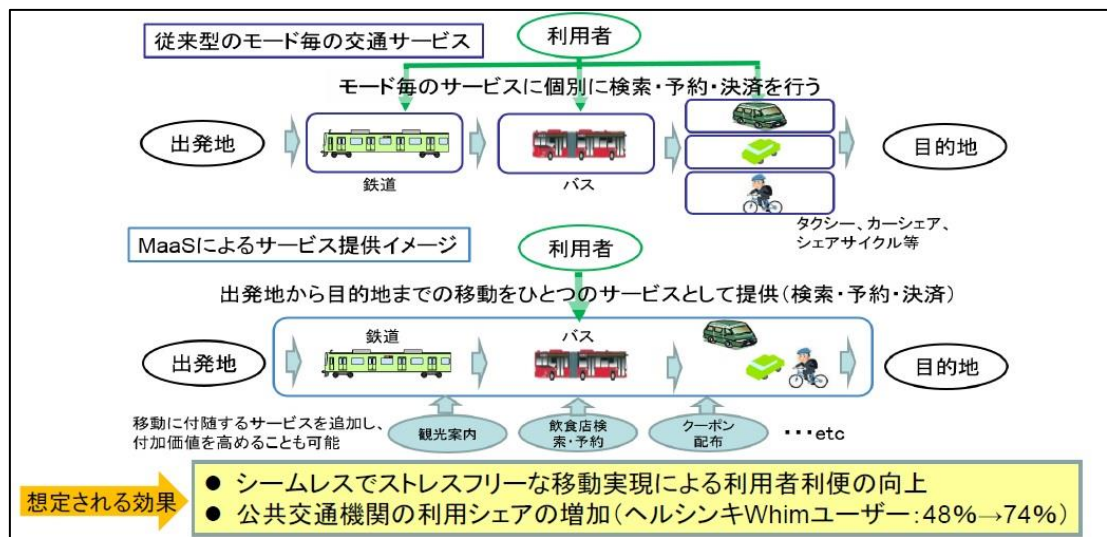 従来型のモード毎の交通サービス
利用者
モード毎のサービスに個別に検索・予約・決済を行う
出発地
鉄道
バス
目的地
タクシー、カーシェア、
シェアサイクル等
MaaSによるサービス提供イメージ
利用者
出発地から目的地までの移動をひとつのサービスとして提供(検索・予約・決済)
出発地
鉄道
バス
目的地
移動に付随するサービスを追加し、
付加価値を高めることも可能
観光案内
飲食店検
索・予約
クーポン
配布
・・・etc
想定される効果
● シームレスでストレスフリーな移動実現による利用者利便の向上
● 公共交通機関の利用シェアの増加(ヘルシンキWhimユーザー:48%→74%)